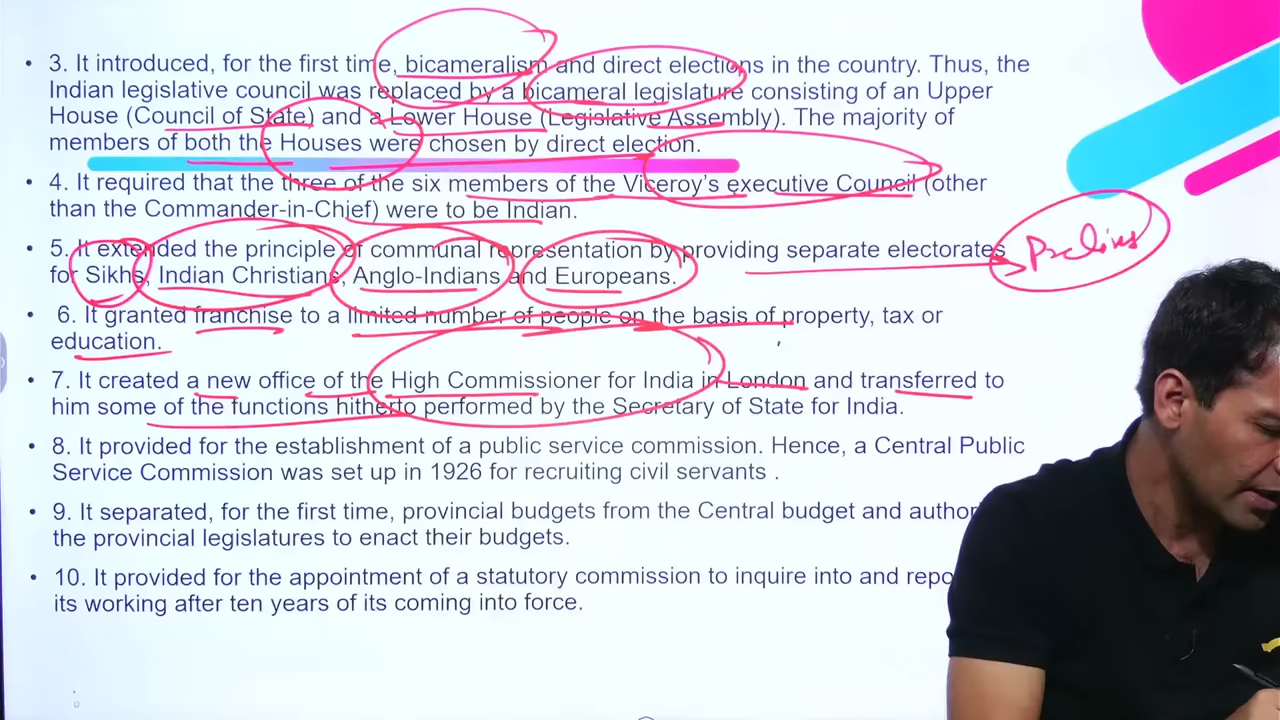 • 3. It introduced, for the first time, bicameralism and direct elections in the country. Thus, the
Indian legislative council was replaced by a bicameral legislature consisting of an Upper
House (Council of State) and a Lower House (Legislative Assembly). The majority of
members of both the Houses were chosen by direct election.
• 4. It required that the three of the six members of the Viceroy's executive Council (other
than the Commander-in-Chief) were to be Indian.
• 5. It extended the principle of communal representation by providing separate electorates
for Sikhs, Indian Christians, Anglo-Indians and Europeans.
Prelims
• 6. It granted franchise to a limited number of people on the basis of property, tax or
education.
• 7. It created a new office of the High Commissioner for India in London and transferred to
him some of the functions hitherto performed by the Secretary of State for India.
• 8. It provided for the establishment of a public service commission. Hence, a Central Public
Service Commission was set up in 1926 for recruiting civil servants .
• 9. It separated, for the first time, provincial budgets from the Central budget and
the provincial legislatures to enact their budgets.
• 10. It provided for the appointment of a statutory commission to inquire into and
its working after ten years of its coming into force.